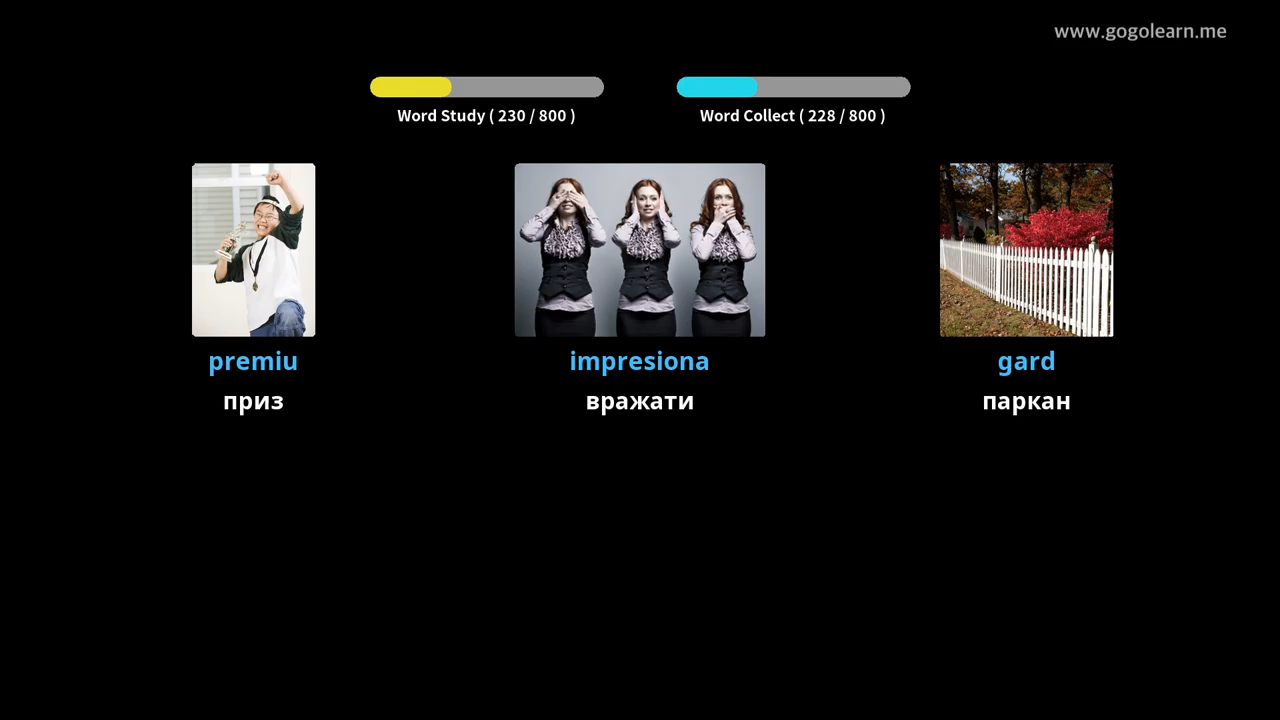 www.gogolearn.me
Word Study ( 230 / 800 )
Word Collect ( 228 / 800 )
premiu
impresiona
gard
приз
вражати
паркан